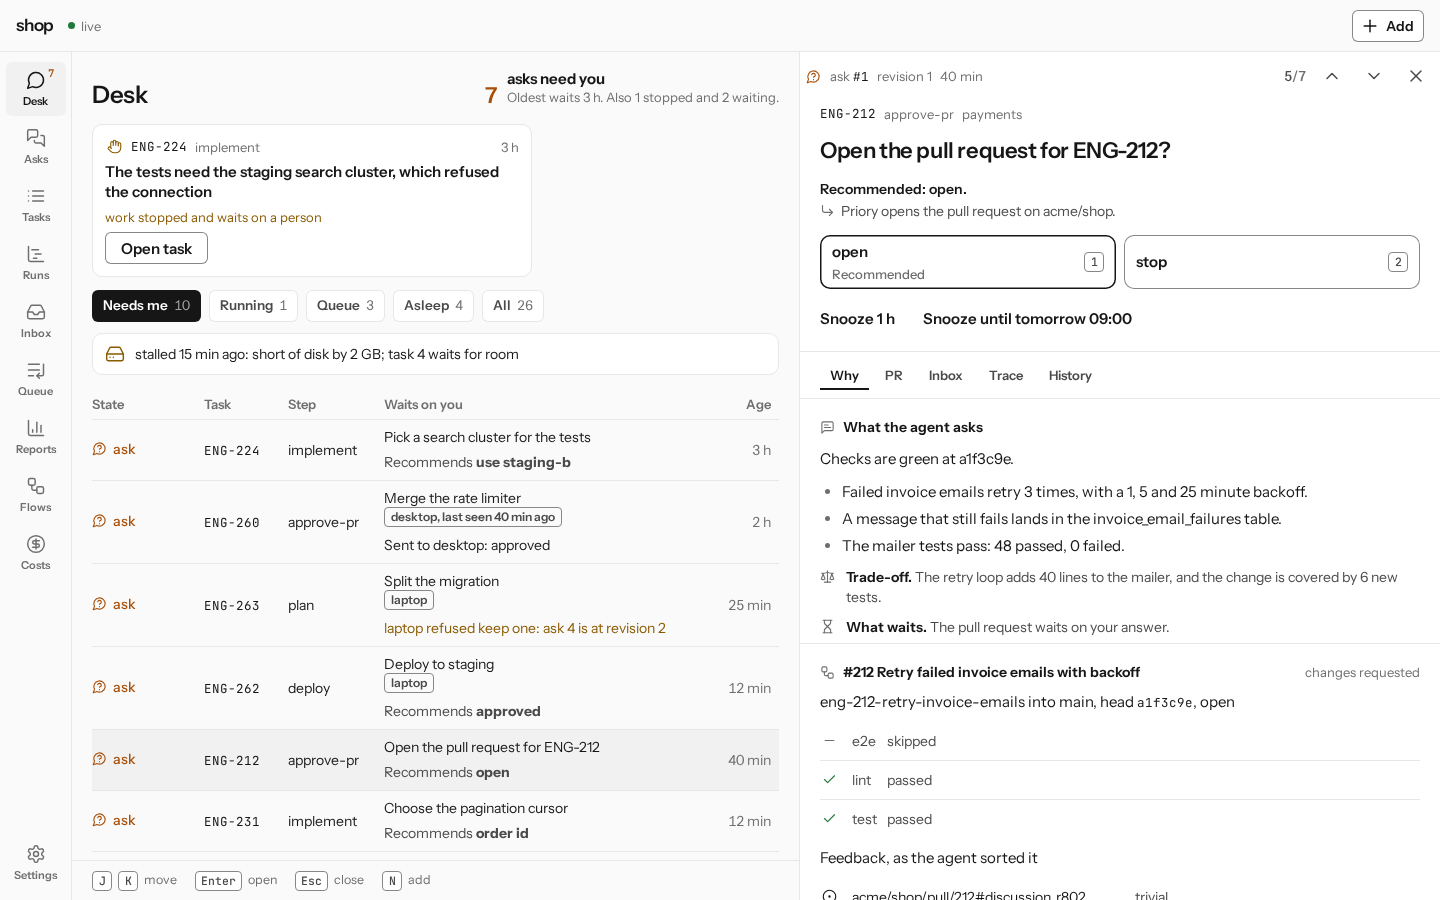 shop
live
Add
Desk 7
Asks
Tasks
Runs
Inbox
Queue
Reports
Flows
Costs
Settings
Desk
7
asks need you
Oldest waits 3 h. Also 1 stopped and 2 waiting.
ENG-224 implement 3 h
The tests need the staging search cluster, which refused
the connection
work stopped and waits on a person
Open task
Needs me 10 Running 1 Queue 3 Asleep 4 All 26
stalled 15 min ago: short of disk by 2 GB; task 4 waits for room
State Task Step Waits on you Age
ask ENG-224 implement Pick a search cluster for the tests 3 h
Recommends use staging-b
ask ENG-260 approve-pr Merge the rate limiter 2 h
desktop, last seen 40 min ago
Sent to desktop: approved
ask ENG-263 plan Split the migration 25 min
laptop
laptop refused keep one: ask 4 is at revision 2
ask ENG-262 deploy Deploy to staging 12 min
laptop
Recommends approved
ask ENG-212 approve-pr Open the pull request for ENG-212 40 min
Recommends open
ask ENG-231 implement Choose the pagination cursor 12 min
Recommends order id
J K move Enter open Esc close N add
ask #1 revision 1 40 min 5/7
ENG-212 approve-pr payments
Open the pull request for ENG-212?
Recommended: open.
Priory opens the pull request on acme/shop.
open 1
Recommended
stop 2
Snooze 1 h Snooze until tomorrow 09:00
Why PR Inbox Trace History
What the agent asks
Checks are green at a1f3c9e.
Failed invoice emails retry 3 times, with a 1, 5 and 25 minute backoff.
A message that still fails lands in the invoice_email_failures table.
The mailer tests pass: 48 passed, 0 failed.
Trade-off. The retry loop adds 40 lines to the mailer, and the change is covered by 6 new
tests.
What waits. The pull request waits on your answer.
#212 Retry failed invoice emails with backoff changes requested
eng-212-retry-invoice-emails into main, head a1f3c9e, open
e2e skipped
lint passed
test passed
Feedback, as the agent sorted it
acme/shop/pull/212#discussion_r802 trivial